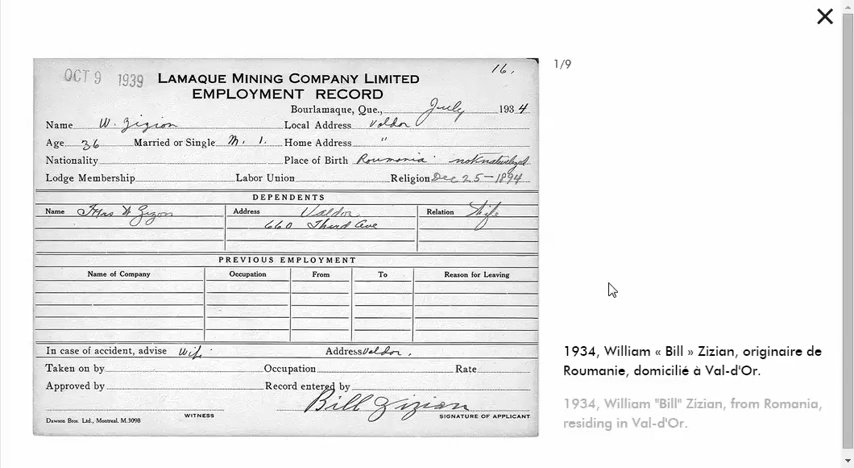 OCT 9 1939
LAMAQUE MINING COMPANY LIMITED
16.
1/9
EMPLOYMENT RECORD
Bourlamaque, Que., July 1934
Name W. Zizion Local Address Valdor
Age 36 Married or Single M. 1. Home Address "
Nationality Place of Birth Roumania not naturalized
Lodge Membership Labor Union Religion Dec 25-1894
DEPENDENTS
Name Mrs W Zizion Address Valdor Relation Wife
660 Third Ave
PREVIOUS EMPLOYMENT
Name of Company Occupation From To Reason for Leaving
In case of accident, advise Wife Address Valdor.
Taken on by Occupation Rate
Approved by Record entered by
Bill Zizion
WITNESS SIGNATURE OF APPLICANT
Dawson Bros. Ltd., Montreal, M.3098
1934, William « Bill » Zizian, originaire de
Roumanie, domicilié à Val-d'Or.
1934, William "Bill" Zizian, from Romania,
residing in Val-d'Or.